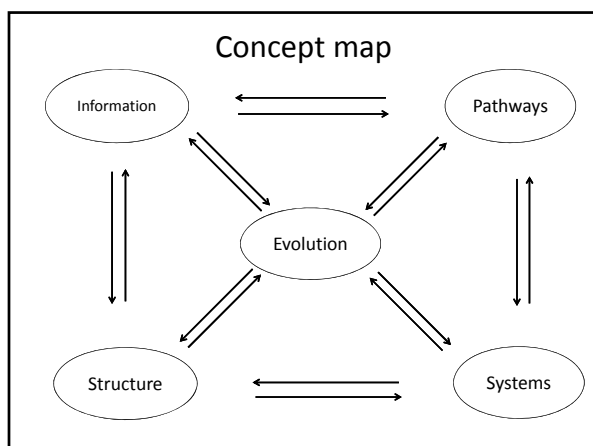 Concept map
Information
Pathways
Evolution
Structure
Systems